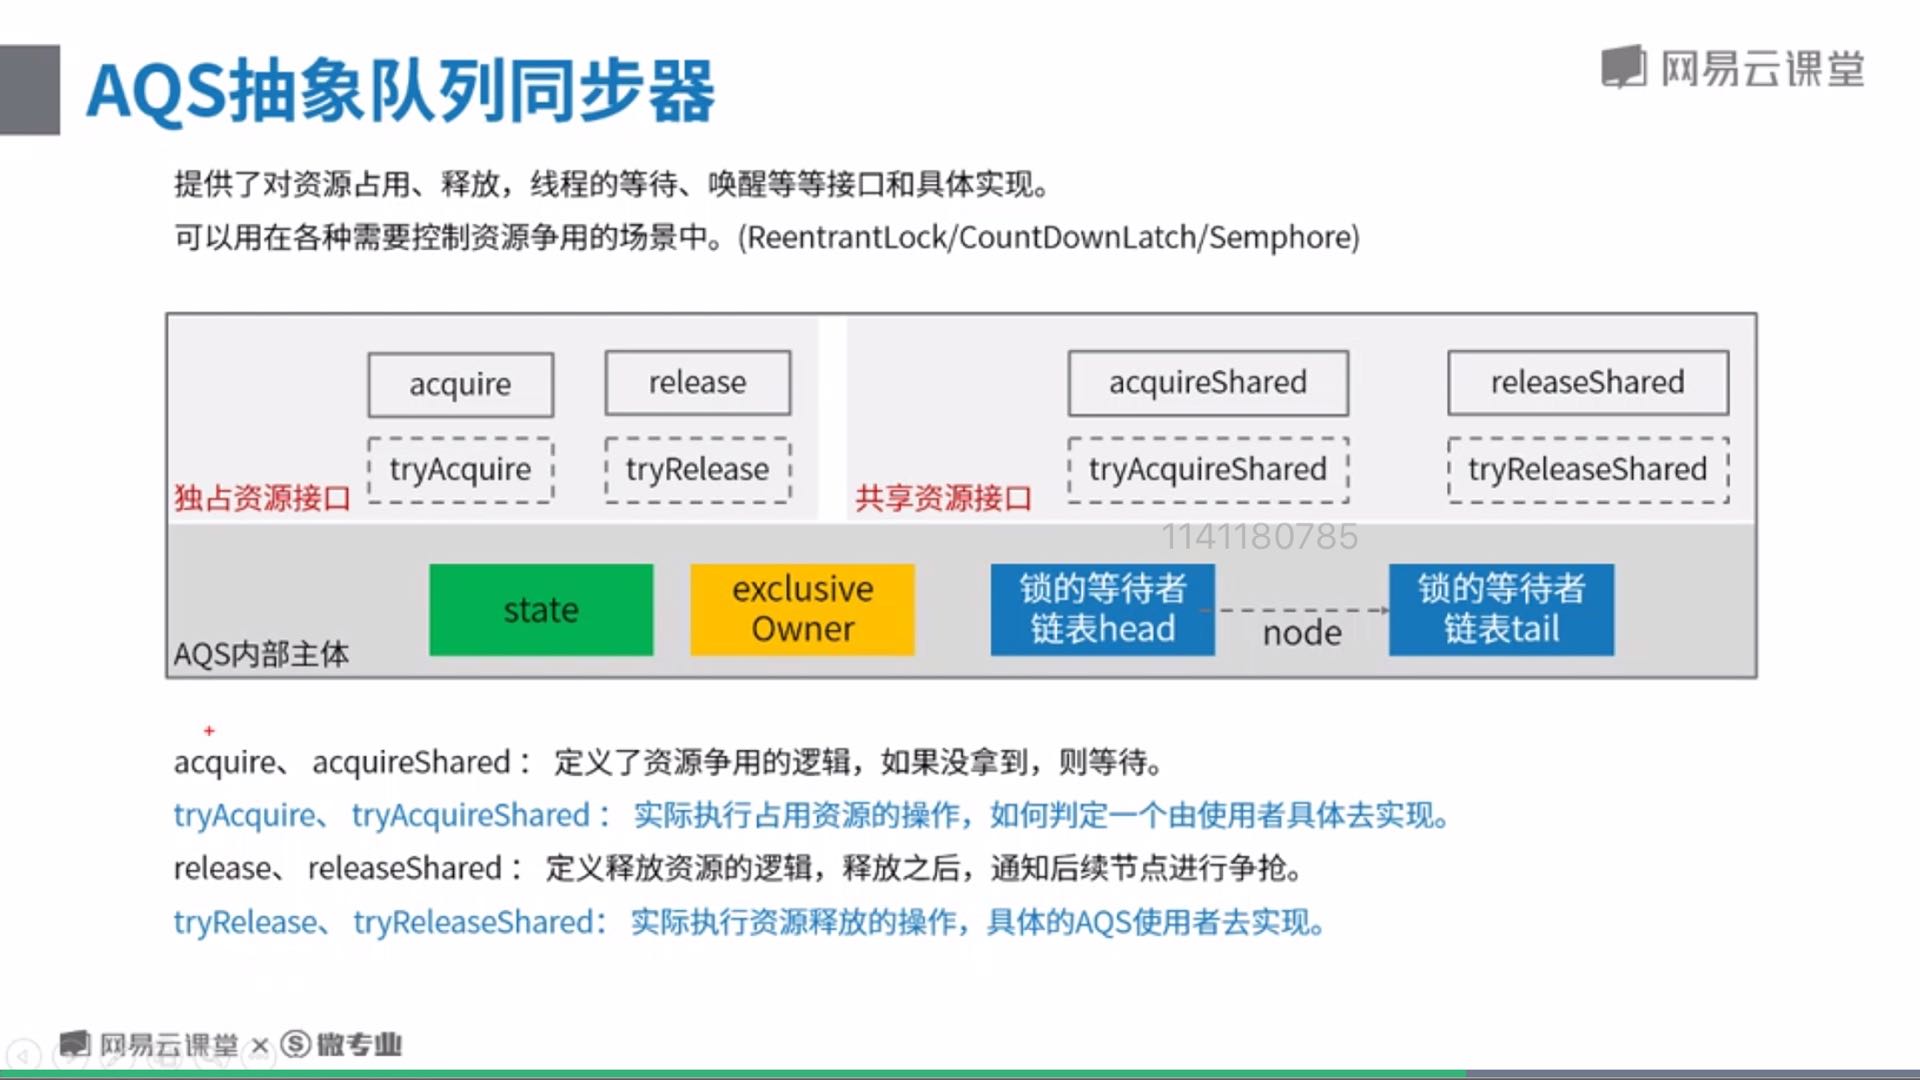 AQS抽象队列同步器
网易云课堂
提供了对资源占用、释放，线程的等待、唤醒等等接口和具体实现。
可以用在各种需要控制资源争用的场景中。(ReentrantLock/CountDownLatch/Semphore)
acquire
release
acquireShared
releaseShared
tryAcquire
tryRelease
tryAcquireShared
tryReleaseShared
独占资源接口
共享资源接口
1141180785
state
exclusive
Owner
锁的等待者
链表head
node
锁的等待者
链表tail
AQS内部主体
acquire、 acquireShared： 定义了资源争用的逻辑，如果没拿到，则等待。
tryAcquire、 tryAcquireShared： 实际执行占用资源的操作，如何判定一个由使用者具体去实现。
release、 releaseShared： 定义释放资源的逻辑，释放之后，通知后续节点进行争抢。
tryRelease、 tryReleaseShared： 实际执行资源释放的操作，具体的AQS使用者去实现。
网易云课堂 × 微专业